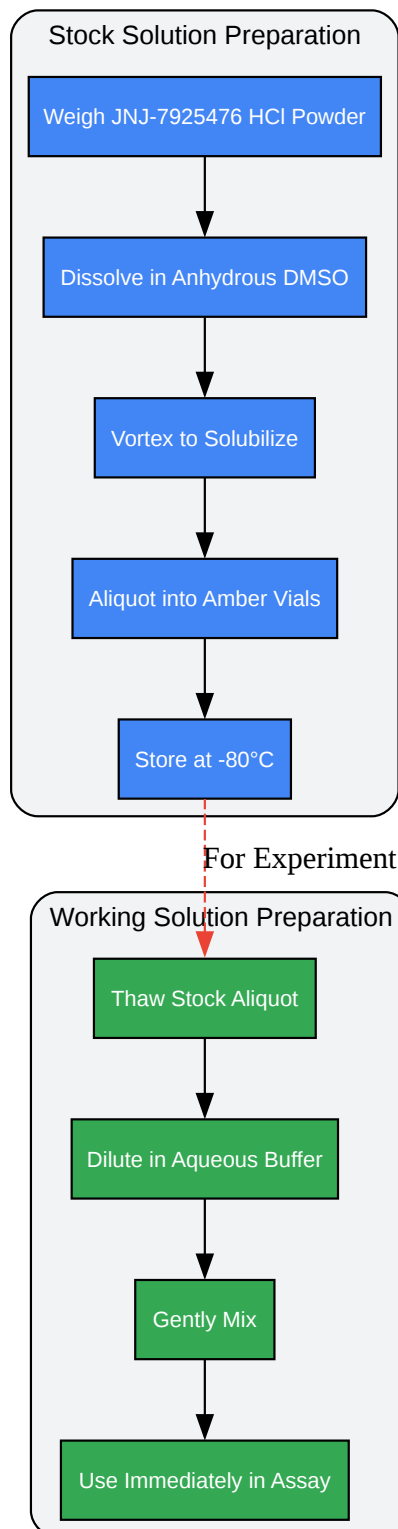 Stock Solution Preparation
Weigh JNJ-7925476 HCl Powder
Dissolve in Anhydrous DMSO
Vortex to Solubilize
Aliquot into Amber Vials
Store at -80°C
For Experiment
Working Solution Preparation
Thaw Stock Aliquot
Dilute in Aqueous Buffer
Gently Mix
Use Immediately in Assay